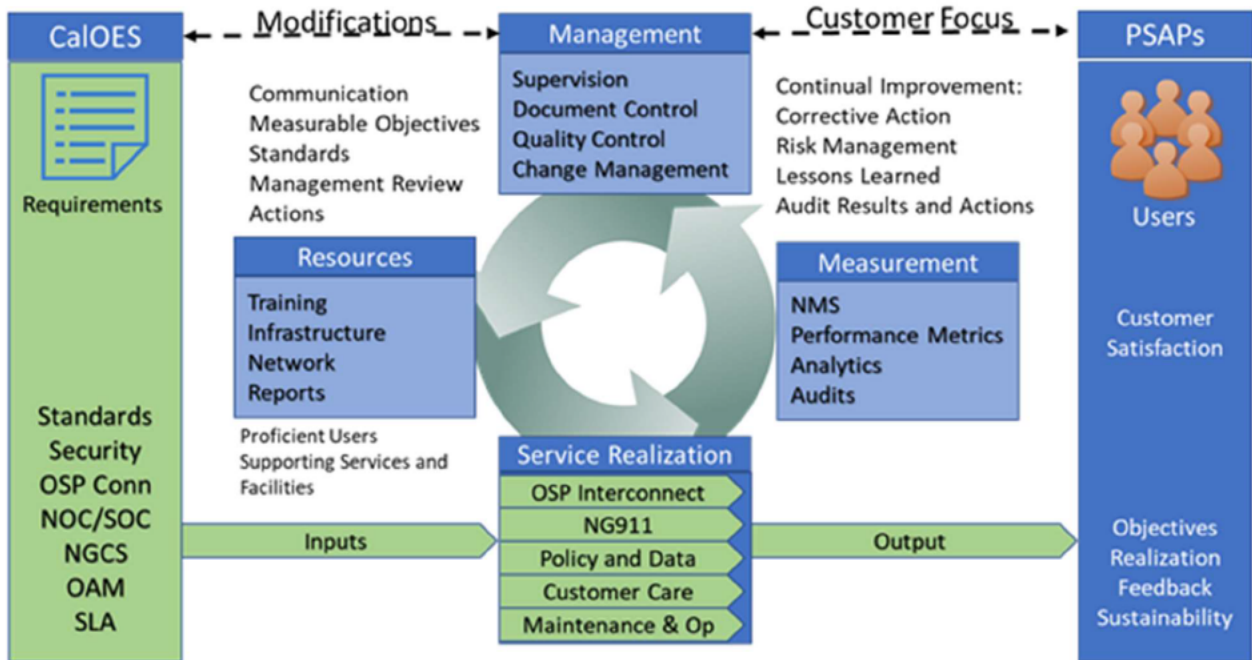 CalOES
Modifications
Management
Customer Focus
PSAPs
Requirements
Communication
Measurable Objectives
Standards
Management Review
Actions
Supervision
Document Control
Quality Control
Change Management
Continual Improvement:
Corrective Action
Risk Management
Lessons Learned
Audit Results and Actions
Users
Resources
Training
Infrastructure
Network
Reports
Measurement
NMS
Performance Metrics
Analytics
Audits
Customer
Satisfaction
Standards
Security
OSP Conn
NOC/SOC
NGCS
OAM
SLA
Proficient Users
Supporting Services and
Facilities
Inputs
Service Realization
OSP Interconnect
NG911
Policy and Data
Customer Care
Maintenance & Op
Output
Objectives
Realization
Feedback
Sustainability